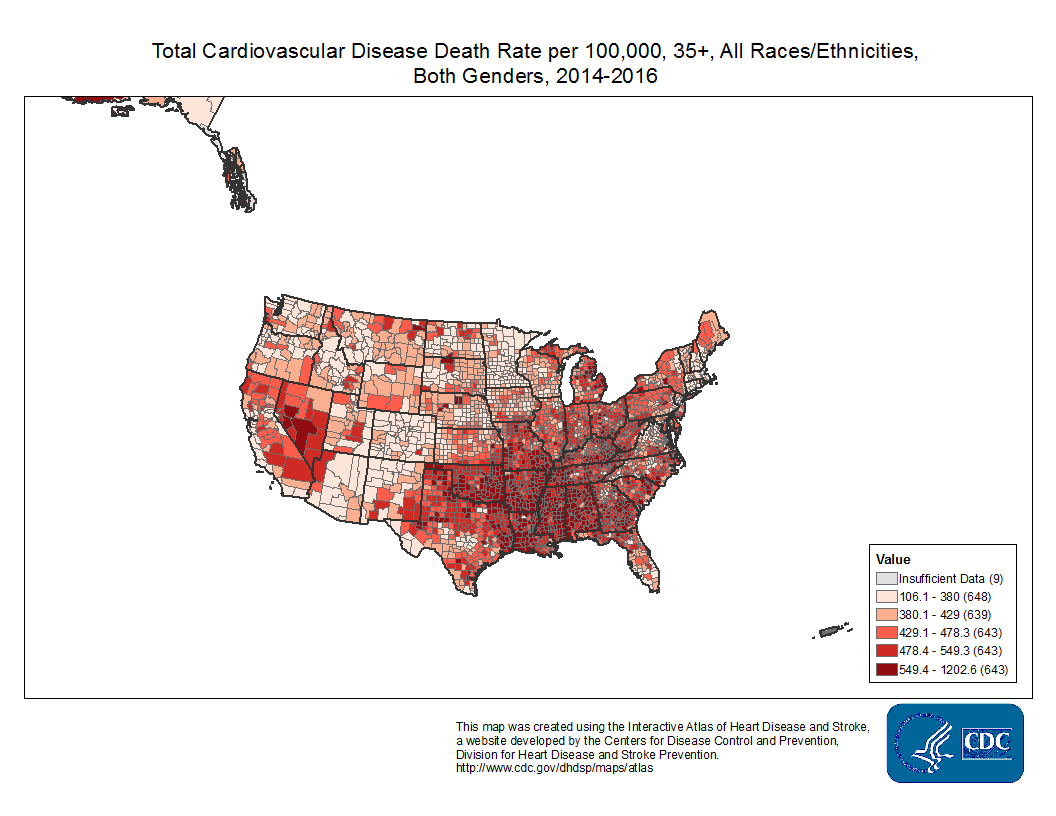 Total Cardiovascular Disease Death Rate per 100,000, 35+, All Races/Ethnicities,
Both Genders, 2014-2016
Value
Insufficient Data (9)
106.1 - 380 (648)
380.1 - 429 (639)
429.1 - 478.3 (643)
478.4 - 549.3 (643)
549.4 - 1202.6 (643)
This map was created using the Interactive Atlas of Heart Disease and Stroke,
a website developed by the Centers for Disease Control and Prevention,
Division for Heart Disease and Stroke Prevention.
http://www.cdc.gov/dhdsp/maps/atlas
CDC